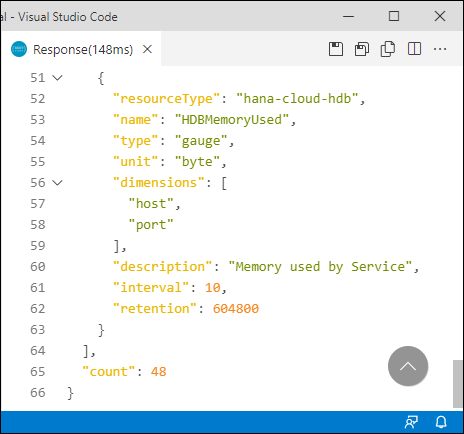 al - Visual Studio Code
Response(148ms)
51 {
52 "resourceType": "hana-cloud-hdb",
53 "name": "HDBMemoryUsed",
54 "type": "gauge",
55 "unit": "byte",
56 "dimensions": [
57 "host",
58 "port"
59 ],
60 "description": "Memory used by Service",
61 "interval": 10,
62 "retention": 604800
63 }
64 ],
65 "count": 48
66 }